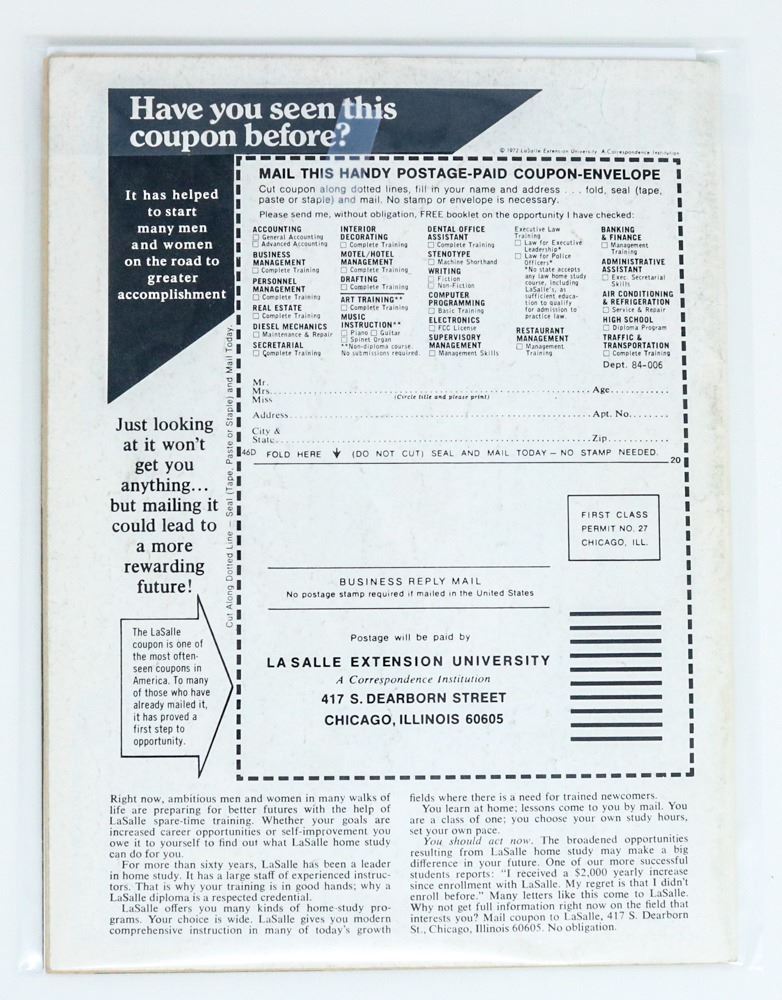 Have you seen this
coupon before?
© 1972 LaSalle Extension University A Correspondence Institution
It has helped
to start
many men
and women
on the road to
greater
accomplishment
MAIL THIS HANDY POSTAGE-PAID COUPON-ENVELOPE
Cut coupon along dotted lines, fill in your name and address . . . fold, seal (tape,
paste or staple) and mail. No stamp or envelope is necessary.
Please send me, without obligation, FREE booklet on the opportunity I have checked:
ACCOUNTING
☐ General Accounting
☐ Advanced Accounting
BUSINESS
MANAGEMENT
☐ Complete Training
PERSONNEL
MANAGEMENT
☐ Complete Training
REAL ESTATE
☐ Complete Training
DIESEL MECHANICS
☐ Maintenance & Repair
SECRETARIAL
☐ Complete Training
INTERIOR
DECORATING
☐ Complete Training
MOTEL/HOTEL
MANAGEMENT
☐ Complete Training
DRAFTING
☐ Complete Training
ART TRAINING**
☐ Complete Training
MUSIC
INSTRUCTION**
☐ Piano ☐ Guitar
☐ Spinet Organ
**Non-diploma course.
No submissions required.
DENTAL OFFICE
ASSISTANT
☐ Complete Training
STENOTYPE
☐ Machine Shorthand
WRITING
☐ Fiction
☐ Non-Fiction
COMPUTER
PROGRAMMING
☐ Basic Training
ELECTRONICS
☐ FCC License
SUPERVISORY
MANAGEMENT
☐ Management Skills
Executive Law
Training
☐ Law for Executive
Leadership*
☐ Law for Police
Officers*
*No state accepts
any law home study
course, including
LaSalle's, as
sufficient educa-
tion to qualify
for admission to
practice law.
RESTAURANT
MANAGEMENT
☐ Management
Training
BANKING
& FINANCE
☐ Management
Training
ADMINISTRATIVE
ASSISTANT
☐ Exec. Secretarial
Skills
AIR CONDITIONING
& REFRIGERATION
☐ Service & Repair
HIGH SCHOOL
☐ Diploma Program
TRAFFIC &
TRANSPORTATION
☐ Complete Training
Dept. 84-006
Mr.
Mrs. Age
Miss (Circle title and please print)
Address Apt. No.
City &
State Zip
46D FOLD HERE ↓ (DO NOT CUT) SEAL AND MAIL TODAY – NO STAMP NEEDED. 20
Cut Along Dotted Line – Seal (Tape, Paste or Staple) and Mail Today.
Just looking
at it won't
get you
anything...
but mailing it
could lead to
a more
rewarding
future!
FIRST CLASS
PERMIT NO. 27
CHICAGO, ILL.
BUSINESS REPLY MAIL
No postage stamp required if mailed in the United States
Postage will be paid by
LA SALLE EXTENSION UNIVERSITY
A Correspondence Institution
417 S. DEARBORN STREET
CHICAGO, ILLINOIS 60605
The LaSalle
coupon is one of
the most often-
seen coupons in
America. To many
of those who have
already mailed it,
it has proved a
first step to
opportunity.
Right now, ambitious men and women in many walks of
life are preparing for better futures with the help of
LaSalle spare-time training. Whether your goals are
increased career opportunities or self-improvement you
owe it to yourself to find out what LaSalle home study
can do for you.
For more than sixty years, LaSalle has been a leader
in home study. It has a large staff of experienced instruc-
tors. That is why your training is in good hands; why a
LaSalle diploma is a respected credential.
LaSalle offers you many kinds of home-study pro-
grams. Your choice is wide. LaSalle gives you modern
comprehensive instruction in many of today's growth
fields where there is a need for trained newcomers.
You learn at home; lessons come to you by mail. You
are a class of one; you choose your own study hours,
set your own pace.
You should act now. The broadened opportunities
resulting from LaSalle home study may make a big
difference in your future. One of our more successful
students reports: "I received a $2,000 yearly increase
since enrollment with LaSalle. My regret is that I didn't
enroll before." Many letters like this come to LaSalle.
Why not get full information right now on the field that
interests you? Mail coupon to LaSalle, 417 S. Dearborn
St., Chicago, Illinois 60605. No obligation.